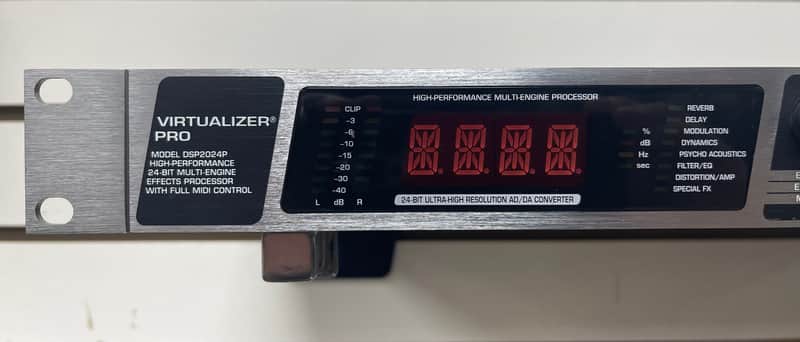 VIRTUALIZER®
PRO
MODEL DSP2024P
HIGH-PERFORMANCE
24-BIT MULTI-ENGINE
EFFECTS PROCESSOR
WITH FULL MIDI CONTROL
HIGH-PERFORMANCE MULTI-ENGINE PROCESSOR
CLIP
-3
-6
-10
-15
-20
-30
-40
L dB R
24-BIT ULTRA-HIGH RESOLUTION AD/DA CONVERTER
%
dB
Hz
sec
REVERB
DELAY
MODULATION
DYNAMICS
PSYCHO ACOUSTICS
FILTER/EQ
DISTORTION/AMP
SPECIAL FX